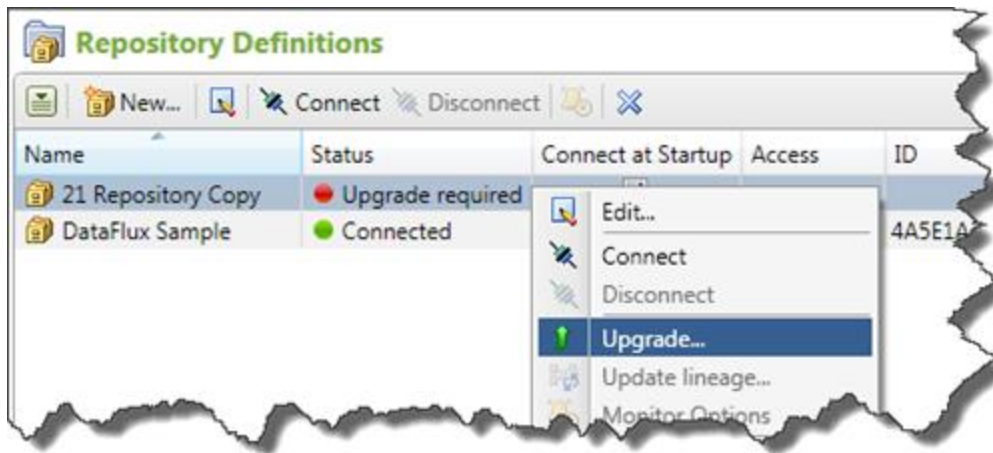 Repository Definitions
New... Connect Disconnect
Name Status Connect at Startup Access ID
21 Repository Copy Upgrade required
DataFlux Sample Connected 4A5E1A
Edit...
Connect
Disconnect
Upgrade...
Update lineage...
Monitor Options